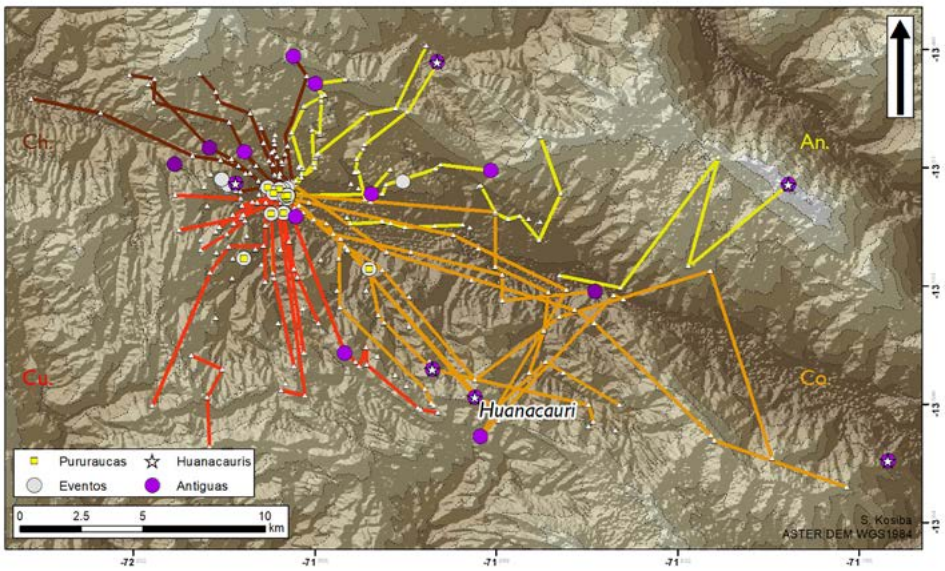 Ch.
An.
Cu.
Co.
Huanacauri
Pururaucas
Huanacauris
Eventos
Antiguas
0 2.5 5 10
km
S. Kosiba
ASTER DEM WGS1984
-72
-71
-71
-71
-71
-13
-13
-13
-13
-13